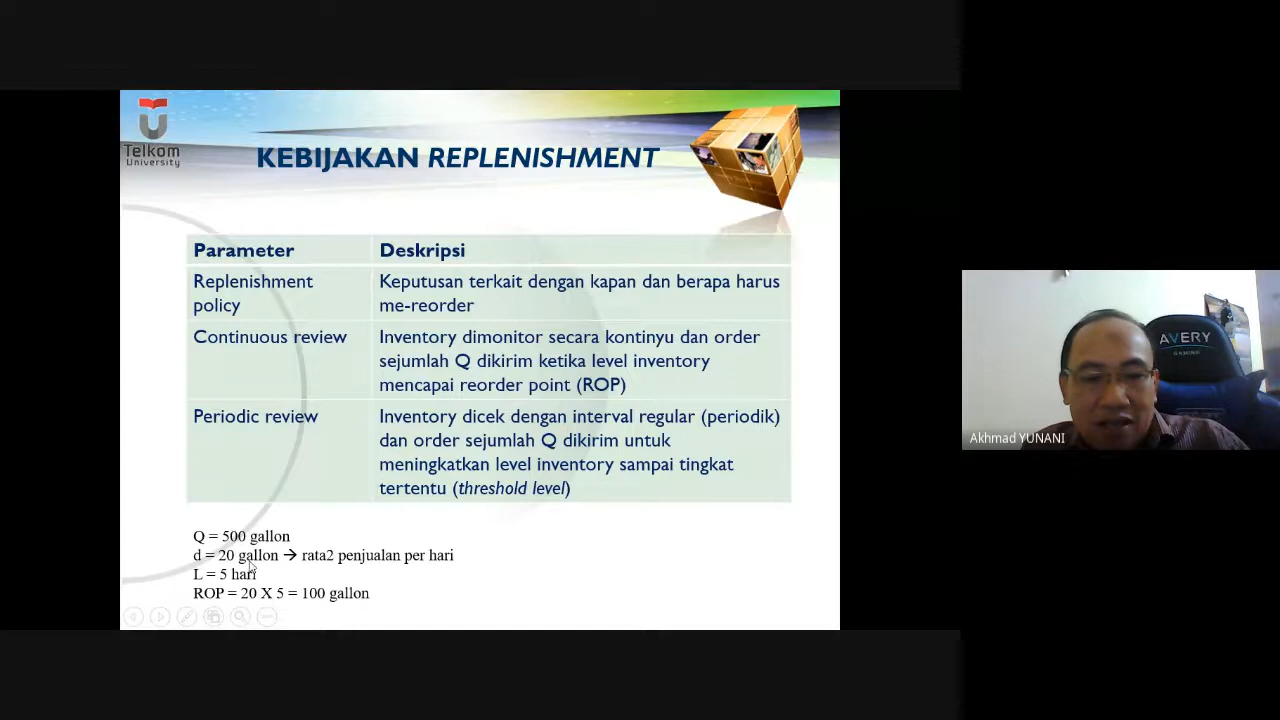 Telkom
University
KEBIJAKAN REPLENISHMENT
Parameter Deskripsi
Replenishment policy Keputusan terkait dengan kapan dan berapa harus
me-reorder
Continuous review Inventory dimonitor secara kontinyu dan order
sejumlah Q dikirim ketika level inventory
mencapai reorder point (ROP)
Periodic review Inventory dicek dengan interval regular (periodik)
dan order sejumlah Q dikirim untuk
meningkatkan level inventory sampai tingkat
tertentu (threshold level)
Q = 500 gallon
d = 20 gallon → rata2 penjualan per hari
L = 5 hari
ROP = 20 X 5 = 100 gallon
AVERY
GAMING
Akhmad YUNANI